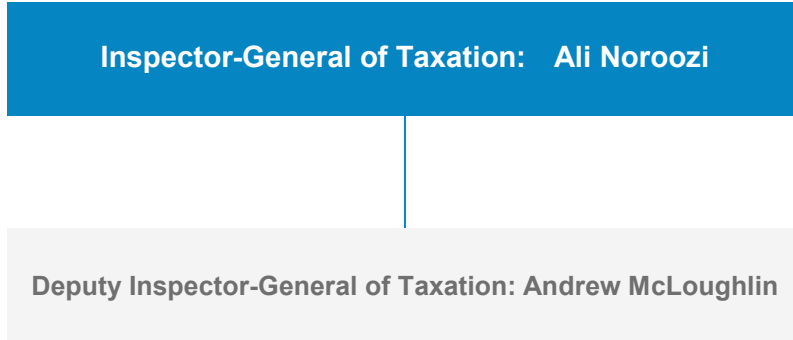 Inspector-General of Taxation: Ali Noroozi
Deputy Inspector-General of Taxation: Andrew McLoughlin